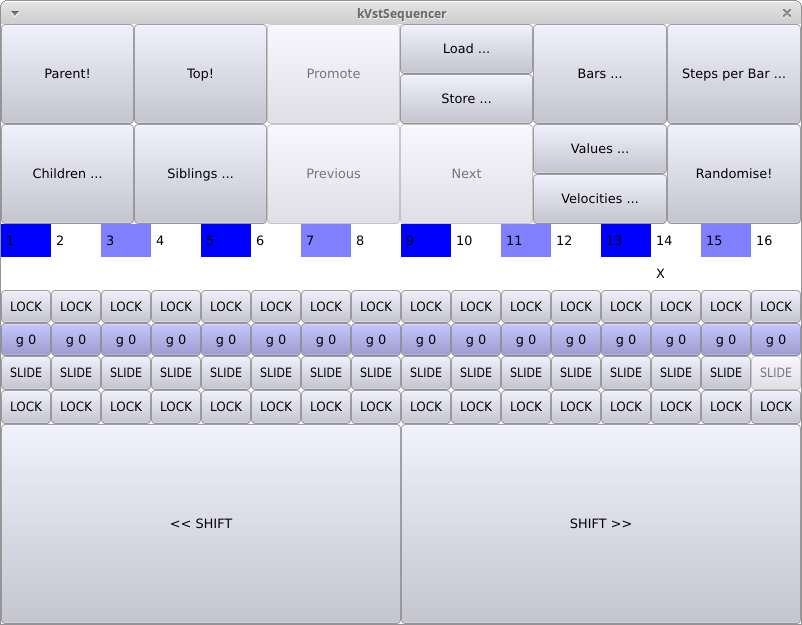 kVstSequencer
Parent! Top! Promote Load ... Bars ... Steps per Bar ...
Store ...
Children ... Siblings ... Previous Next Values ... Randomise!
Velocities ...
1 2 3 4 5 6 7 8 9 10 11 12 13 14 15 16
X
LOCK LOCK LOCK LOCK LOCK LOCK LOCK LOCK LOCK LOCK LOCK LOCK LOCK LOCK LOCK LOCK
g 0 g 0 g 0 g 0 g 0 g 0 g 0 g 0 g 0 g 0 g 0 g 0 g 0 g 0 g 0 g 0
SLIDE SLIDE SLIDE SLIDE SLIDE SLIDE SLIDE SLIDE SLIDE SLIDE SLIDE SLIDE SLIDE SLIDE SLIDE SLIDE
LOCK LOCK LOCK LOCK LOCK LOCK LOCK LOCK LOCK LOCK LOCK LOCK LOCK LOCK LOCK LOCK
<< SHIFT SHIFT >>